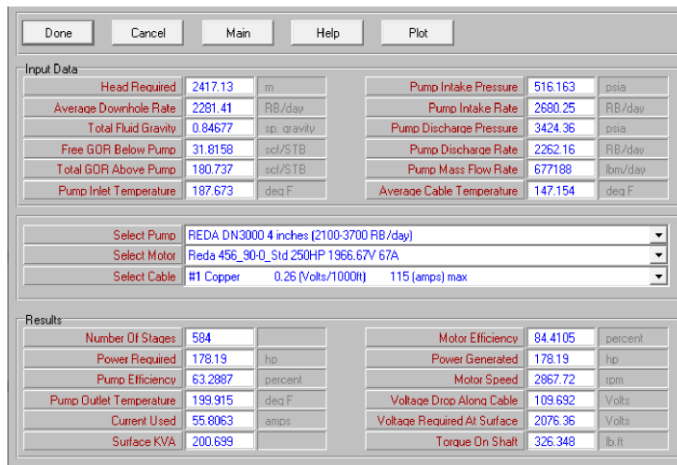 Done Cancel Main Help Plot
Input Data
Head Required 2417.13 m Pump Intake Pressure 516.163 psia
Average Downhole Rate 2281.41 RB/day Pump Intake Rate 2680.25 RB/day
Total Fluid Gravity 0.84677 sp. gravity Pump Discharge Pressure 3424.36 psia
Free GOR Below Pump 31.8158 scf/STB Pump Discharge Rate 2262.16 RB/day
Total GOR Above Pump 180.737 scf/STB Pump Mass Flow Rate 677188 lbm/day
Pump Inlet Temperature 187.673 deg F Average Cable Temperature 147.154 deg F
Select Pump REDA DN3000 4 inches (2100-3700 RB/day)
Select Motor Reda 456_90-0_Std 250HP 1966.67V 67A
Select Cable #1 Copper 0.26 (Volts/1000ft) 115 (amps) max
Results
Number Of Stages 584 Motor Efficiency 84.4105 percent
Power Required 178.19 hp Power Generated 178.19 hp
Pump Efficiency 63.2887 percent Motor Speed 2867.72 rpm
Pump Outlet Temperature 199.915 deg F Voltage Drop Along Cable 109.692 Volts
Current Used 55.8063 amps Voltage Required At Surface 2076.36 Volts
Surface KVA 200.699 Torque On Shaft 326.348 lb.ft